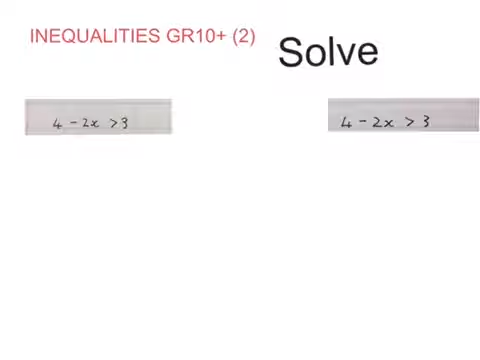 INEQUALITIES GR10+ (2)
Solve
4 - 2x > 3
4 - 2x > 3